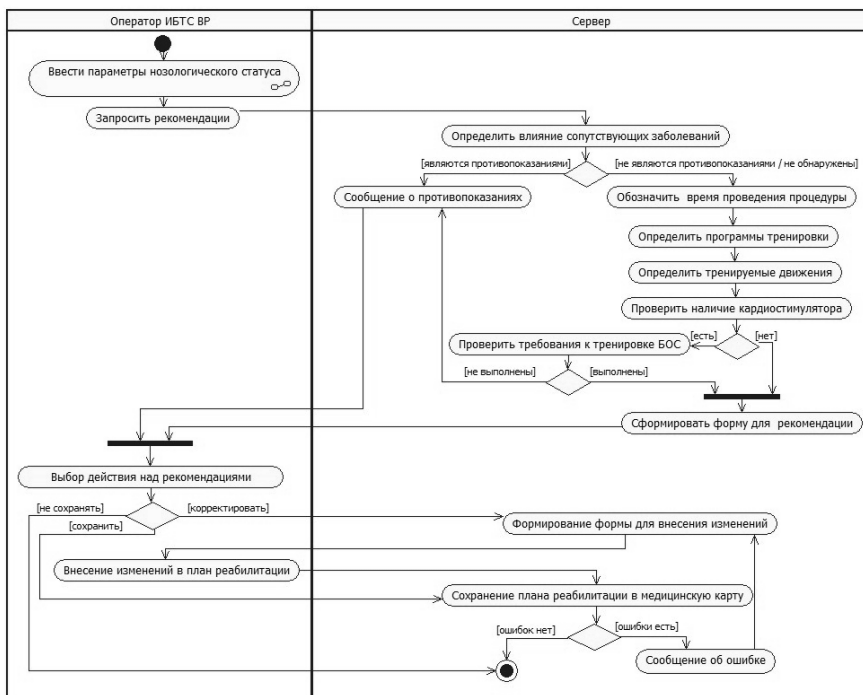 Оператор ИБТС ВР
Сервер
Ввести параметры нозологического статуса
Запросить рекомендации
Определить влияние сопутствующих заболеваний
[являются противопоказаниями]
[не являются противопоказаниями / не обнаружены]
Сообщение о противопоказаниях
Обозначить время проведения процедуры
Определить программы тренировки
Определить тренируемые движения
Проверить наличие кардиостимулятора
[есть]
[нет]
Проверить требования к тренировке БОС
[не выполнены]
[выполнены]
Сформировать форму для рекомендации
Выбор действия над рекомендациями
[не сохранять]
[корректировать]
[сохранить]
Формирование формы для внесения изменений
Внесение изменений в план реабилитации
Сохранение плана реабилитации в медицинскую карту
[ошибок нет]
[ошибки есть]
Сообщение об ошибке